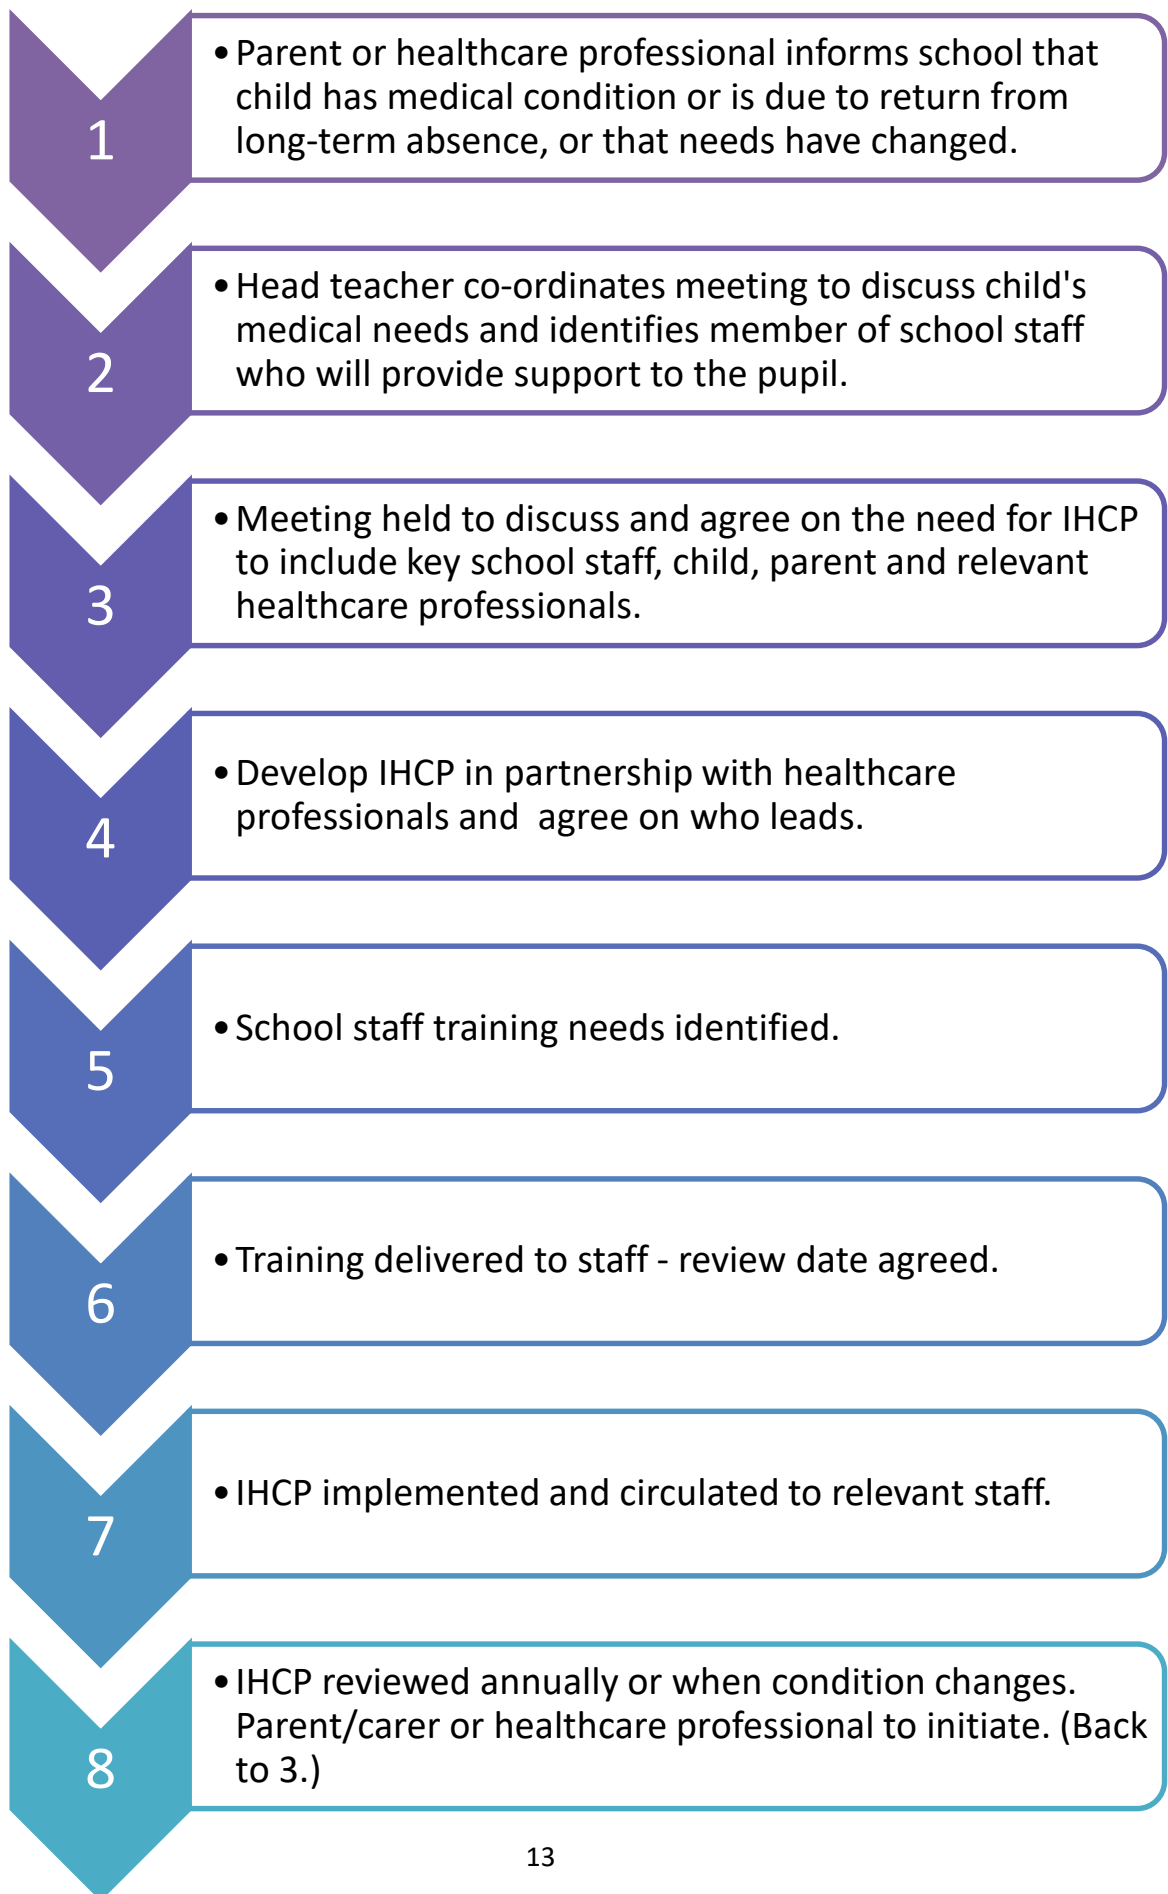 1
• Parent or healthcare professional informs school that
child has medical condition or is due to return from
long-term absence, or that needs have changed.
2
• Head teacher co-ordinates meeting to discuss child's
medical needs and identifies member of school staff
who will provide support to the pupil.
3
• Meeting held to discuss and agree on the need for IHCP
to include key school staff, child, parent and relevant
healthcare professionals.
4
• Develop IHCP in partnership with healthcare
professionals and  agree on who leads.
5
• School staff training needs identified.
6
• Training delivered to staff - review date agreed.
7
• IHCP implemented and circulated to relevant staff.
8
• IHCP reviewed annually or when condition changes.
Parent/carer or healthcare professional to initiate. (Back
to 3.)
13